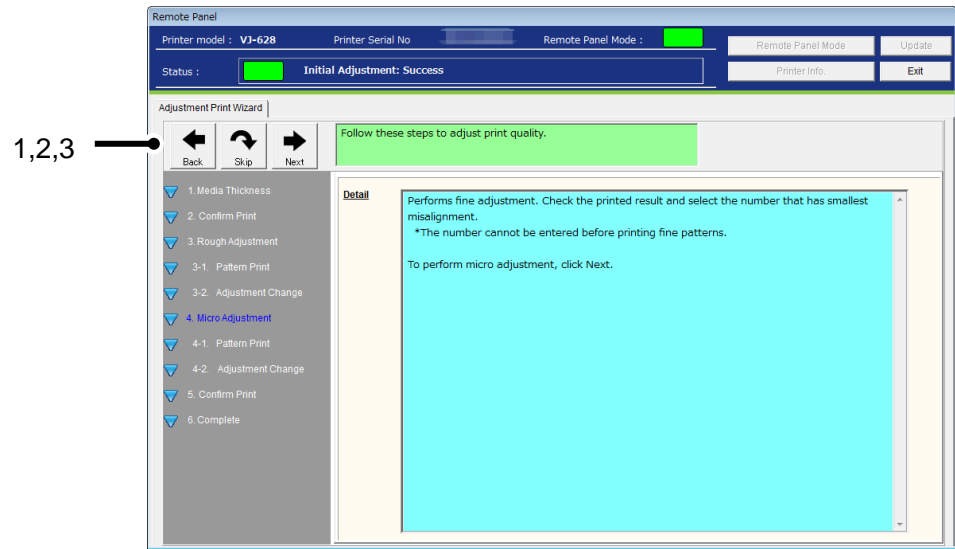 Remote Panel
Printer model : VJ-628 Printer Serial No Remote Panel Mode :
Remote Panel Mode Update
Status : Initial Adjustment: Success
Printer Info. Exit
Adjustment Print Wizard
1,2,3
Back Skip Next
Follow these steps to adjust print quality.
1. Media Thickness
2. Confirm Print
3. Rough Adjustment
3-1. Pattern Print
3-2. Adjustment Change
4. Micro Adjustment
4-1. Pattern Print
4-2. Adjustment Change
5. Confirm Print
6. Complete
Detail
Performs fine adjustment. Check the printed result and select the number that has smallest
misalignment.
*The number cannot be entered before printing fine patterns.
To perform micro adjustment, click Next.